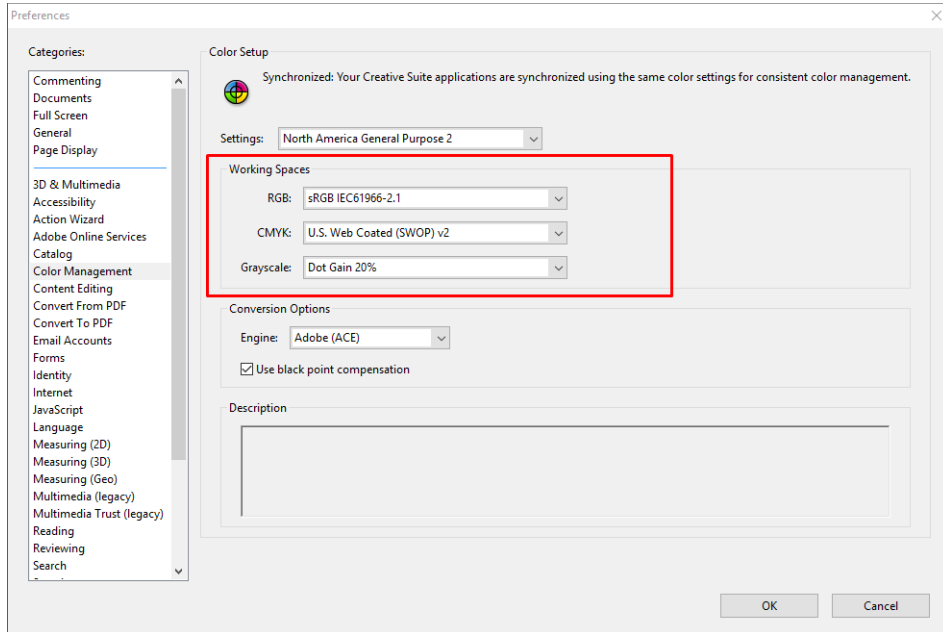 Preferences
Categories:
Commenting
Documents
Full Screen
General
Page Display
3D & Multimedia
Accessibility
Action Wizard
Adobe Online Services
Catalog
Color Management
Content Editing
Convert From PDF
Convert To PDF
Email Accounts
Forms
Identity
Internet
JavaScript
Language
Measuring (2D)
Measuring (3D)
Measuring (Geo)
Multimedia (legacy)
Multimedia Trust (legacy)
Reading
Reviewing
Search
Color Setup
Synchronized: Your Creative Suite applications are synchronized using the same color settings for consistent color management.
Settings: North America General Purpose 2
Working Spaces
RGB: sRGB IEC61966-2.1
CMYK: U.S. Web Coated (SWOP) v2
Grayscale: Dot Gain 20%
Conversion Options
Engine: Adobe (ACE)
Use black point compensation
Description
OK Cancel